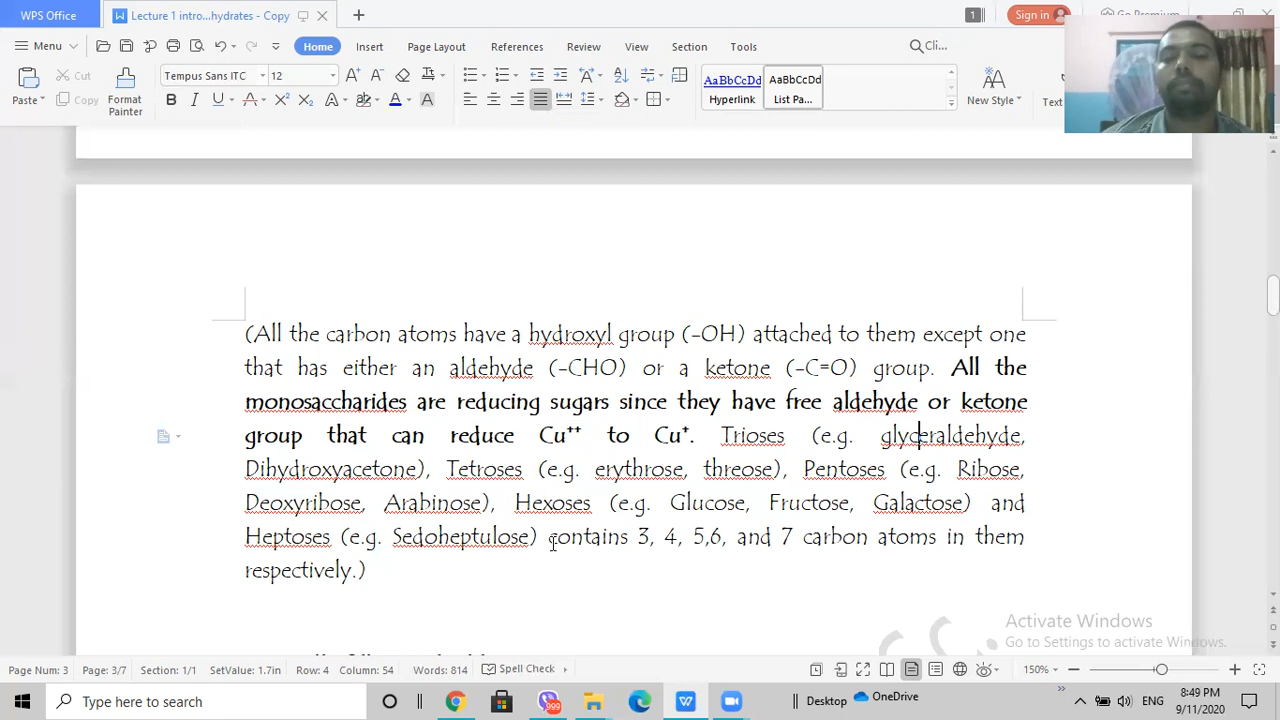 WPS Office
Lecture 1 intro...hydrates - Copy
1
Sign in
Go Premium
Menu
Home
Insert
Page Layout
References
Review
View
Section
Tools
Cli...
Paste
Cut
Copy
Format
Painter
Tempus Sans ITC
12
AaBbCcDd
Hyperlink
AaBbCcDd
List Pa...
New Style
Text
(All the carbon atoms have a hydroxyl group (-OH) attached to them except one
that has either an aldehyde (-CHO) or a ketone (-C=O) group. All the
monosaccharides are reducing sugars since they have free aldehyde or ketone
group that can reduce Cu⁺⁺ to Cu⁺. Trioses (e.g. glyceraldehyde,
Dihydroxyacetone), Tetroses (e.g. erythrose, threose), Pentoses (e.g. Ribose,
Deoxyribose, Arabinose), Hexoses (e.g. Glucose, Fructose, Galactose) and
Heptoses (e.g. Sedoheptulose) contains 3, 4, 5,6, and 7 carbon atoms in them
respectively.)
Activate Windows
Go to Settings to activate Windows.
Page Num: 3
Page: 3/7
Section: 1/1
SetValue: 1.7in
Row: 4
Column: 54
Words: 814
Spell Check
150%
Type here to search
999
Desktop
OneDrive
ENG
8:49 PM
9/11/2020